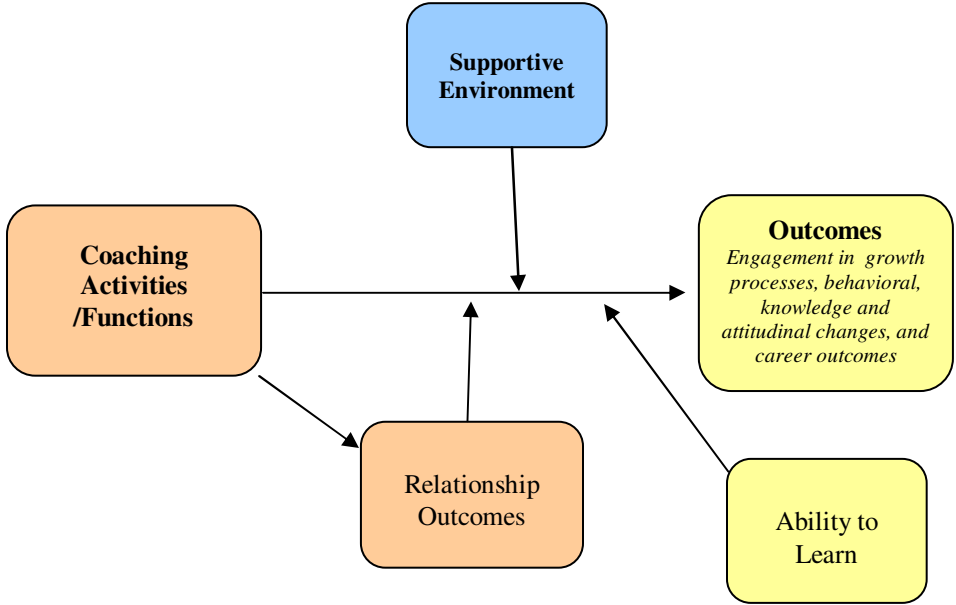 Supportive
Environment
Coaching
Activities
/Functions
Outcomes
Engagement in growth
processes, behavioral,
knowledge and
attitudinal changes, and
career outcomes
Relationship
Outcomes
Ability to
Learn